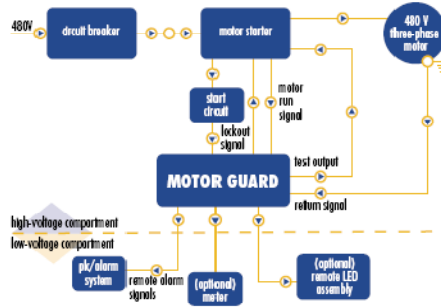 480V
circuit breaker
motor starter
480 V
three-phase
motor
start
circuit
motor
run
signal
lockout
signal
test output
MOTOR GUARD
return signal
high-voltage compartment
low-voltage compartment
plc/alarm
system
remote alarm
signals
(optional)
meter
(optional)
remote LED
assembly